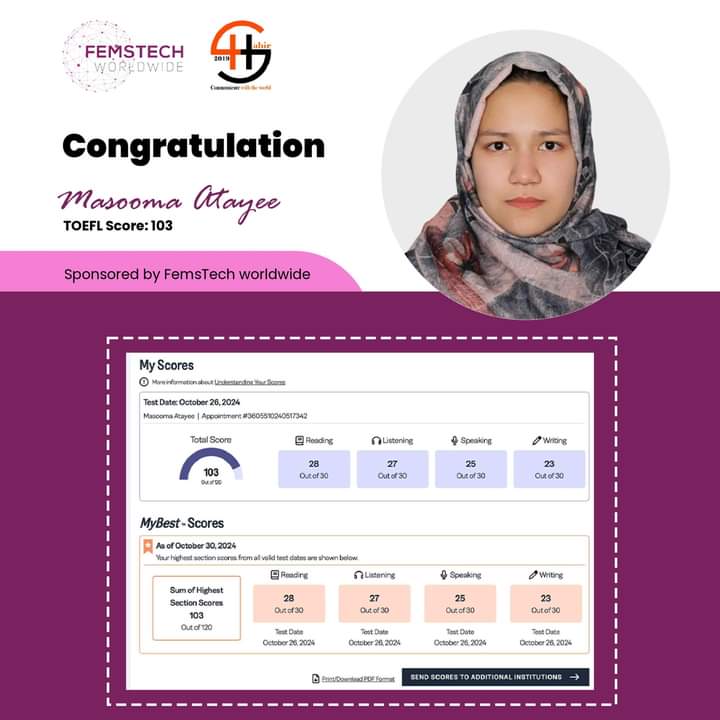 FEMSTECH
WORLDWIDE
2019
ahir
Communicate with the world
Congratulation
Masooma Atayee
TOEFL Score: 103
Sponsored by FemsTech worldwide
My Scores
More information about Understanding Your Scores
Test Date: October 26, 2024
Masooma Atayee | Appointment #3605510240517342
Total Score
103
Out of 120
Reading
28
Out of 30
Listening
27
Out of 30
Speaking
25
Out of 30
Writing
23
Out of 30
MyBest™ Scores
As of October 30, 2024
Your highest section scores from all valid test dates are shown below.
Sum of Highest
Section Scores
103
Out of 120
Reading
28
Out of 30
Test Date
October 26, 2024
Listening
27
Out of 30
Test Date
October 26, 2024
Speaking
25
Out of 30
Test Date
October 26, 2024
Writing
23
Out of 30
Test Date
October 26, 2024
Print/Download PDF Format
SEND SCORES TO ADDITIONAL INSTITUTIONS →